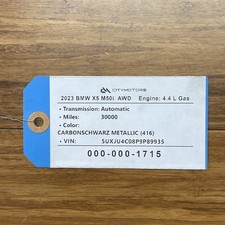 CITYMOTORS
2023 BMW X5 M50i AWD Engine: 4.4 L Gas
• Transmission: Automatic
• Miles:
30000
• Color:
CARBONSCHWARZ METALLIC (416)
• VIN: 5UXJU4C08P9P89935
000-000-1715